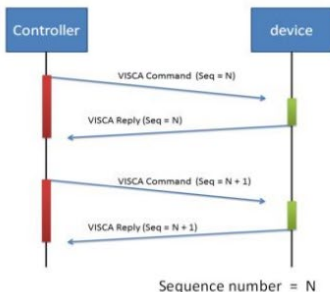 Controller
device
VISCA Command (Seq = N)
VISCA Reply (Seq = N)
VISCA Command (Seq = N + 1)
VISCA Reply (Seq = N + 1)
Sequence number = N